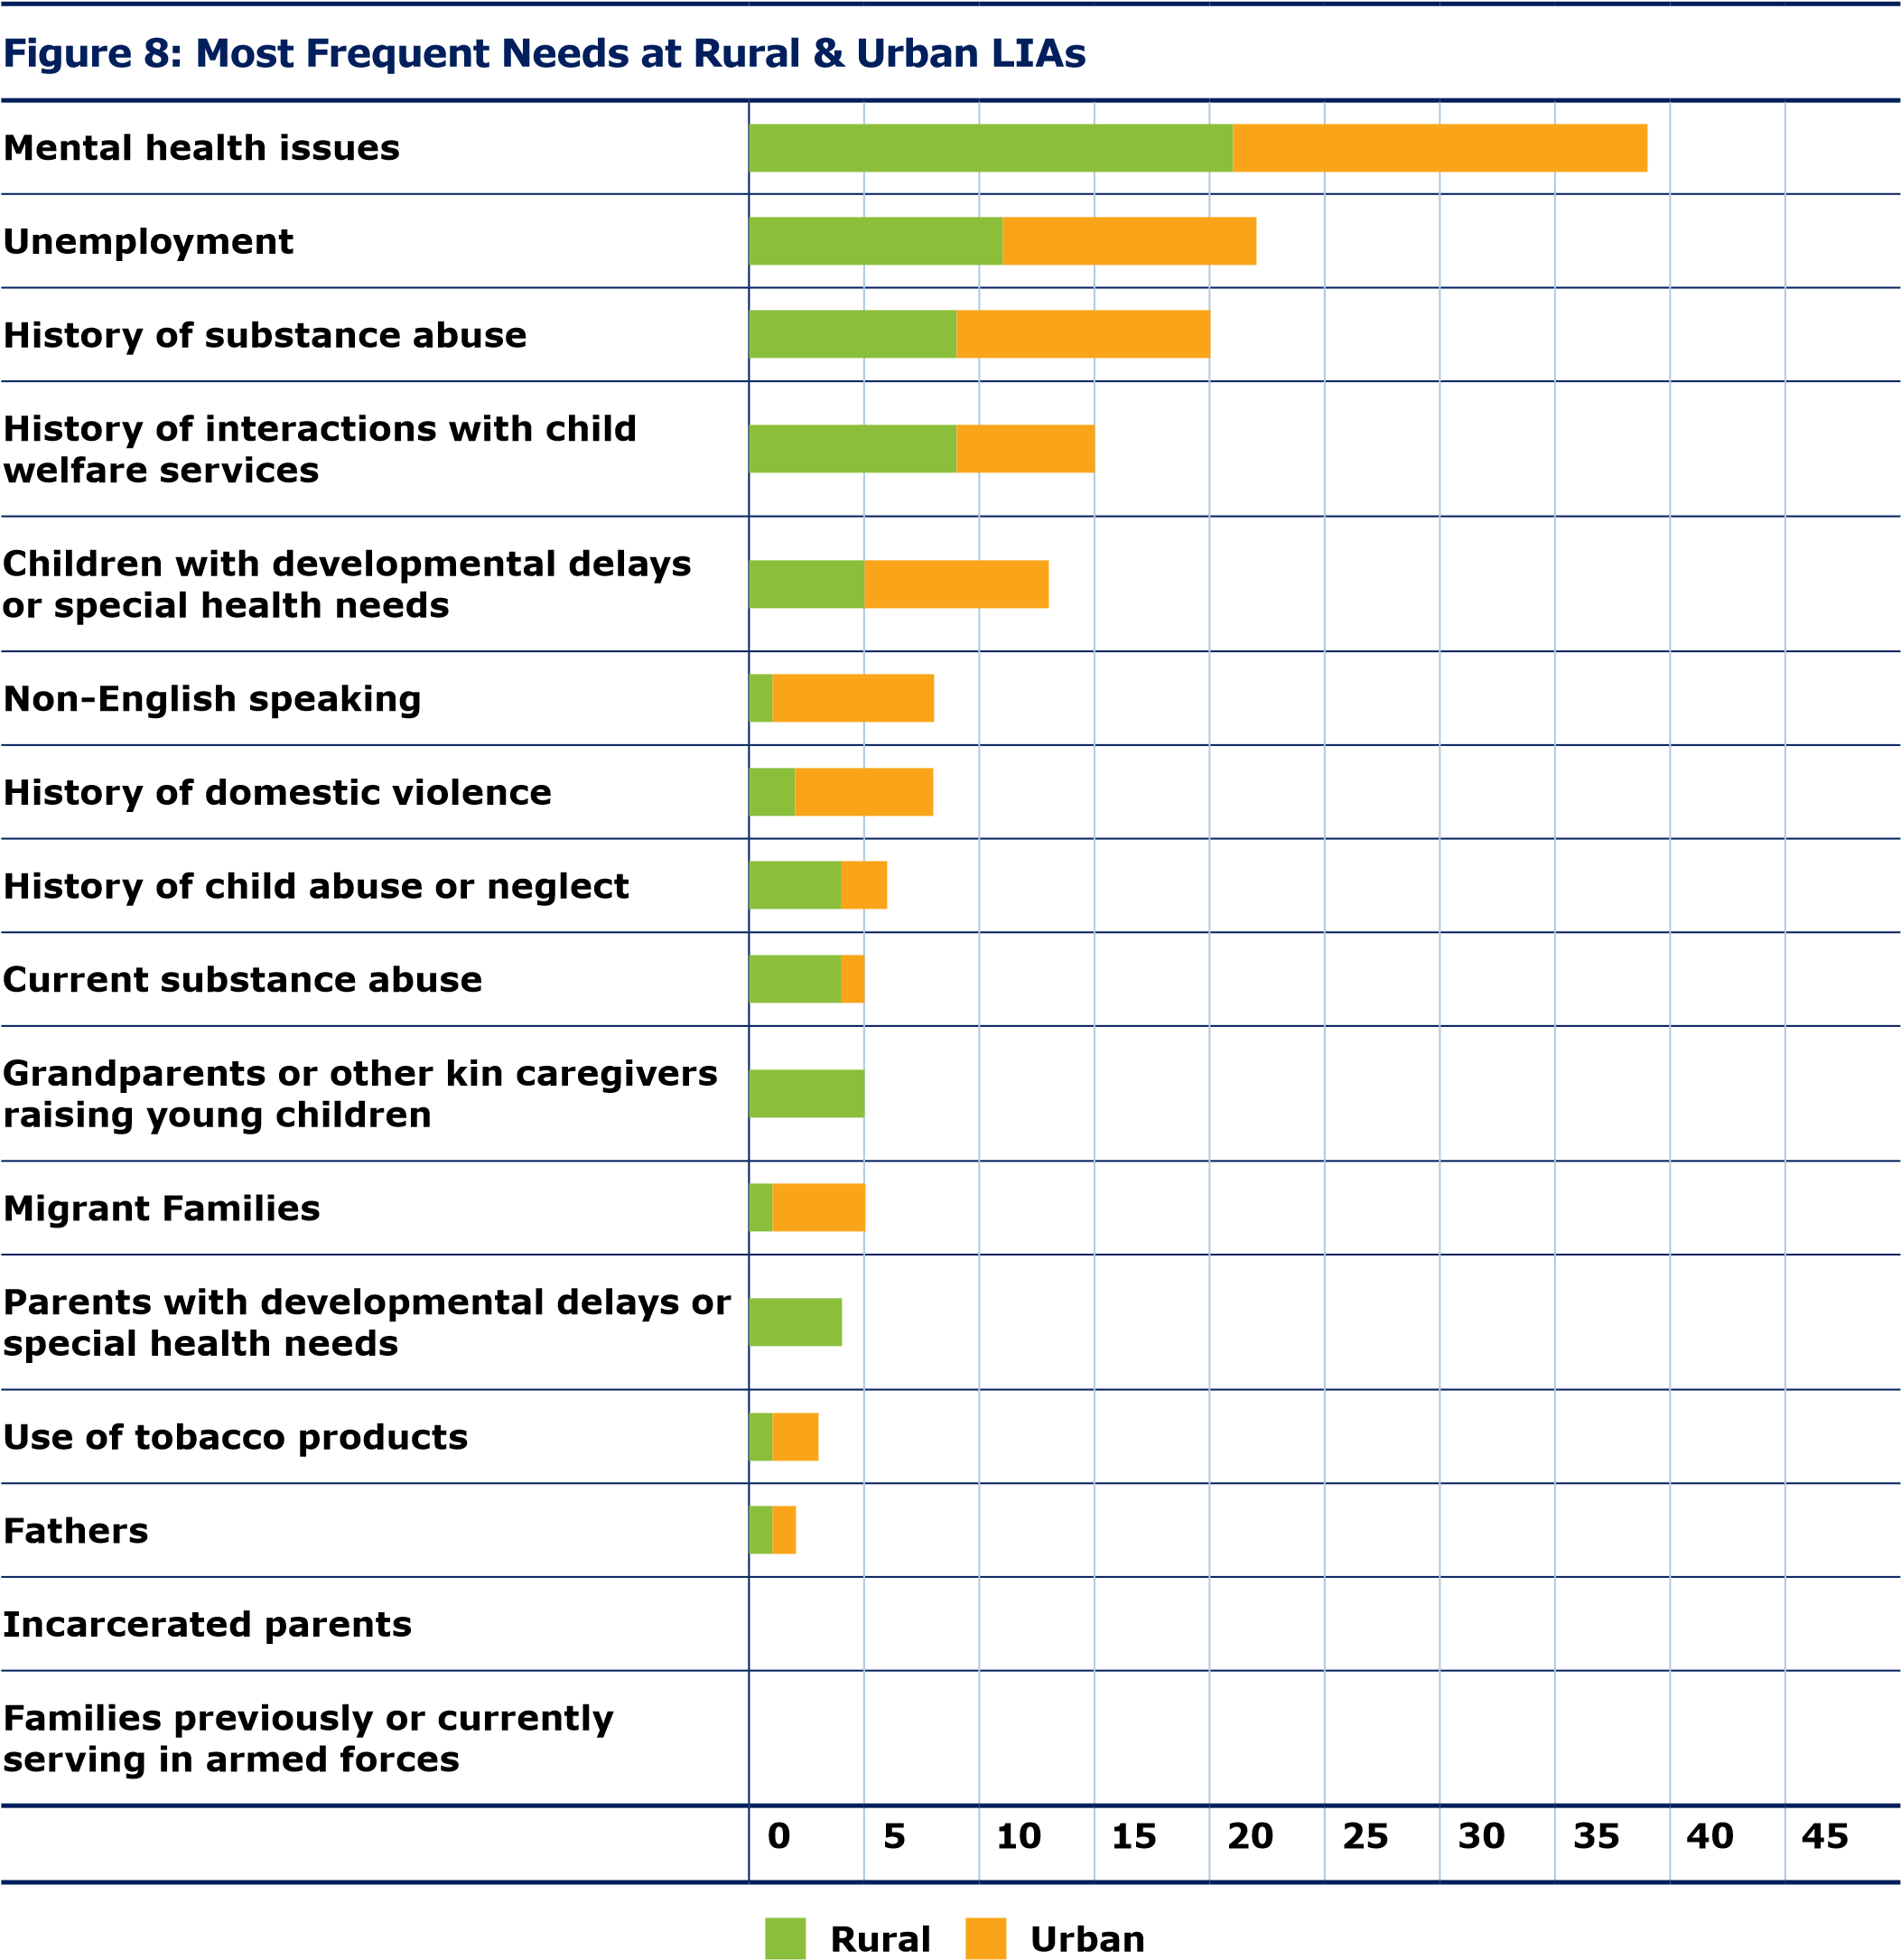 Figure 8: Most Frequent Needs at Rural & Urban LIAs
Mental health issues
Unemployment
History of substance abuse
History of interactions with child
welfare services
Children with developmental delays
or special health needs
Non-English speaking
History of domestic violence
History of child abuse or neglect
Current substance abuse
Grandparents or other kin caregivers
raising young children
Migrant Families
Parents with developmental delays or
special health needs
Use of tobacco products
Fathers
Incarcerated parents
Families previously or currently
serving in armed forces
0 5 10 15 20 25 30 35 40 45
Rural Urban